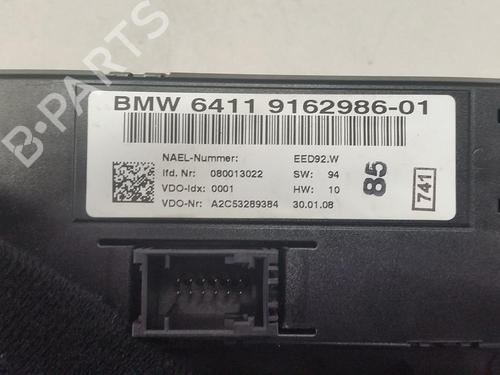 BMW 6411 9162986-01
NAEL-Nummer: EED92.W
lfd. Nr: 080013022 SW: 94
VDO-Idx: 0001 HW: 10
VDO-Nr: A2C53289384 30.01.08
85
741
B-PARTS